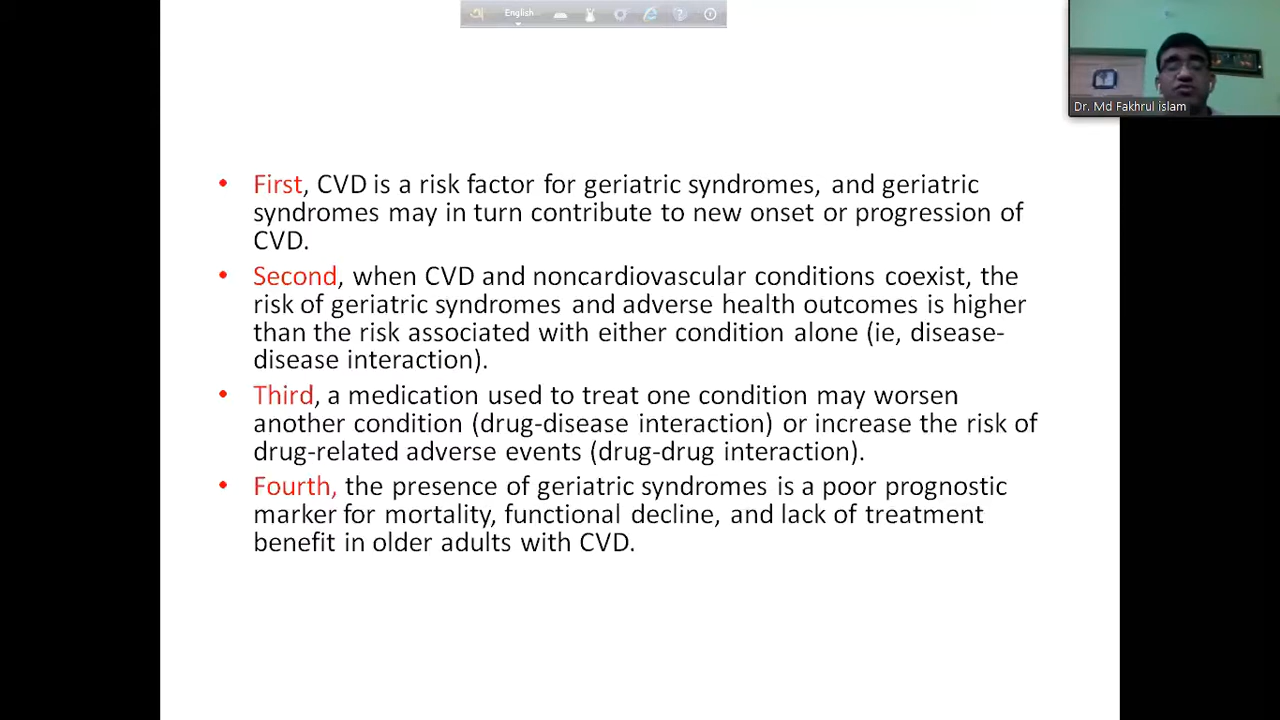 English
Dr. Md Fakhrul islam
• First, CVD is a risk factor for geriatric syndromes, and geriatric
syndromes may in turn contribute to new onset or progression of
CVD.
• Second, when CVD and noncardiovascular conditions coexist, the
risk of geriatric syndromes and adverse health outcomes is higher
than the risk associated with either condition alone (ie, disease-
disease interaction).
• Third, a medication used to treat one condition may worsen
another condition (drug-disease interaction) or increase the risk of
drug-related adverse events (drug-drug interaction).
• Fourth, the presence of geriatric syndromes is a poor prognostic
marker for mortality, functional decline, and lack of treatment
benefit in older adults with CVD.